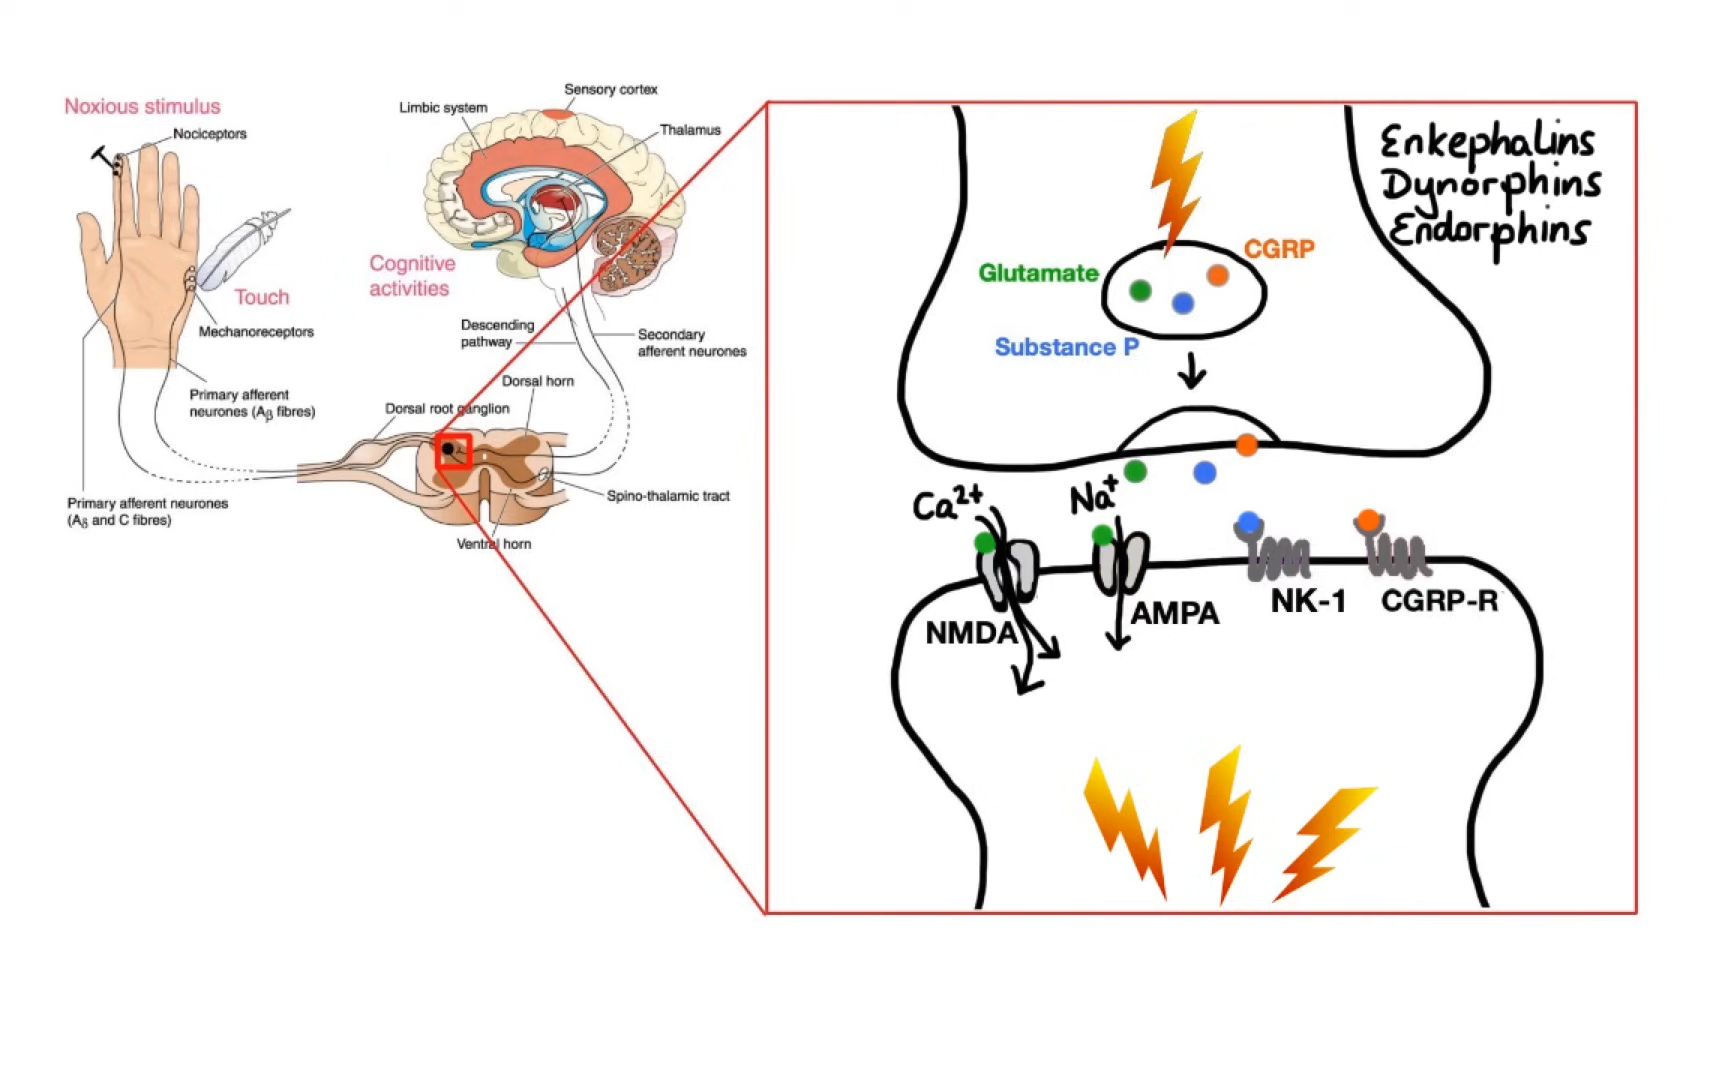 Noxious stimulus
Nociceptors
Touch
Mechanoreceptors
Primary afferent
neurones (Aβ fibres)
Primary afferent neurones
(Aδ and C fibres)
Limbic system
Sensory cortex
Thalamus
Cognitive
activities
Descending
pathway
Secondary
afferent neurones
Dorsal horn
Dorsal root ganglion
Spino-thalamic tract
Ventral horn
Enkephalins
Dynorphins
Endorphins
CGRP
Glutamate
Substance P
Ca²⁺
Na⁺
NMDA
AMPA
NK-1
CGRP-R